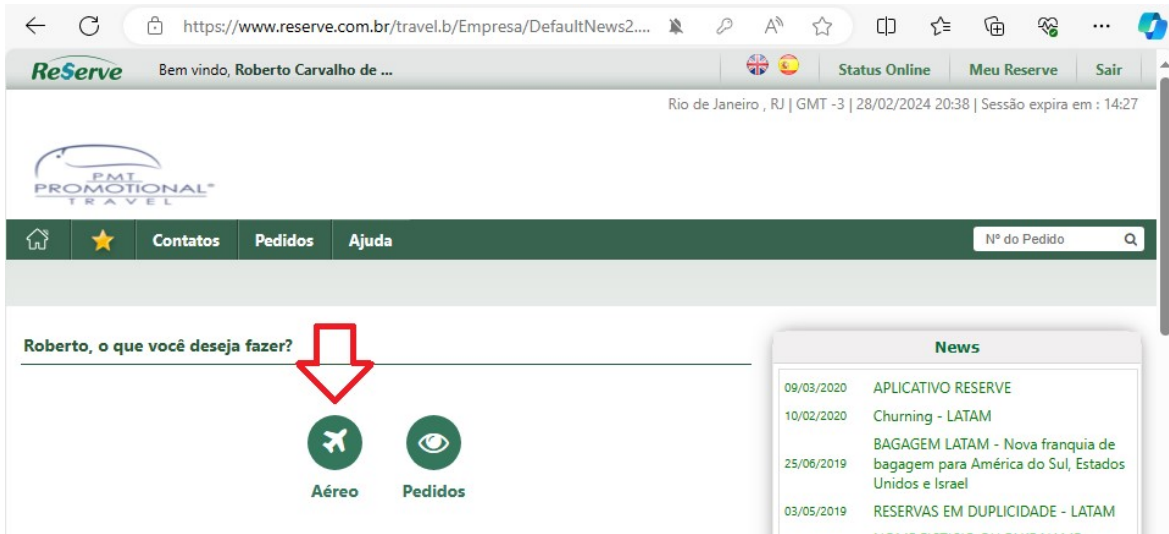 https://www.reserve.com.br/travel.b/Empresa/DefaultNews2....
ReServe Bem vindo, Roberto Carvalho de ... Status Online Meu Reserve Sair
Rio de Janeiro , RJ | GMT -3 | 28/02/2024 20:38 | Sessão expira em : 14:27
PMT
PROMOTIONAL®
TRAVEL
Contatos Pedidos Ajuda Nº do Pedido
Roberto, o que você deseja fazer?
Aéreo Pedidos
News
09/03/2020 APLICATIVO RESERVE
10/02/2020 Churning - LATAM
25/06/2019 BAGAGEM LATAM - Nova franquia de
bagagem para América do Sul, Estados
Unidos e Israel
03/05/2019 RESERVAS EM DUPLICIDADE - LATAM